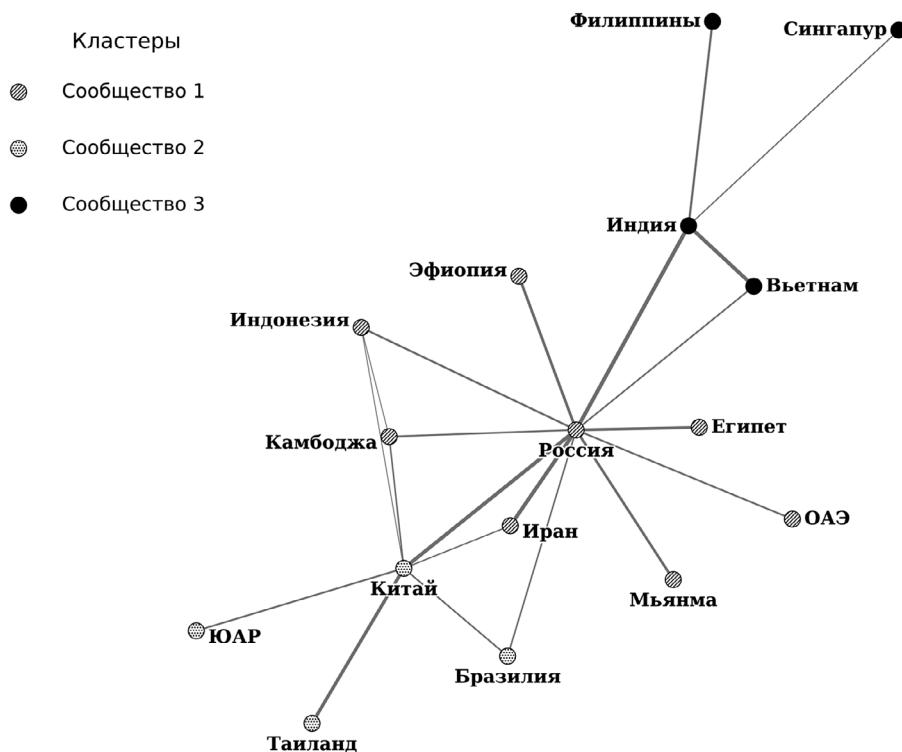 Филиппины
Сингапур
Кластеры
Сообщество 1
Сообщество 2
Сообщество 3
Индия
Эфиопия
Вьетнам
Индонезия
Камбоджа
Египет
Россия
ОАЭ
Иран
Китай
Мьянма
ЮАР
Бразилия
Таиланд